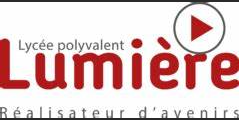 Lycée polyvalent
Lumière
Réalisateur d'avenirs